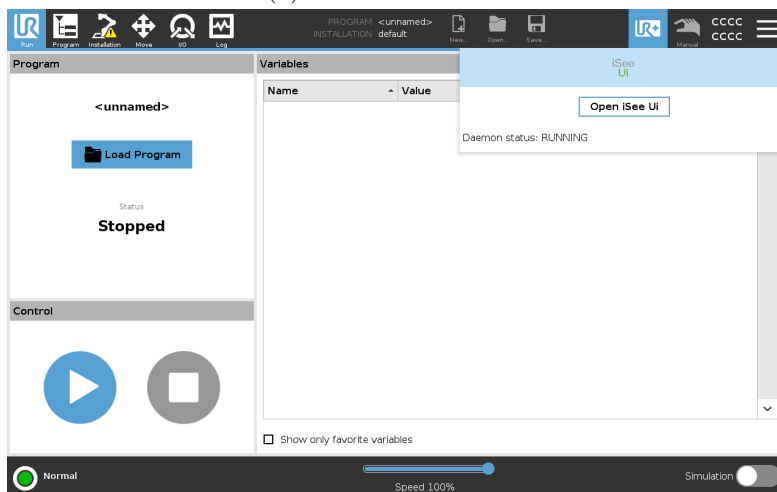 PROGRAM <unnamed>
INSTALLATION default
UR
Run
Program
Installation
Move
I/O
Log
New...
Open...
Save...
UR+
Manual
CCCC
CCCC
Program
Variables
<unnamed>
Load Program
Status
Stopped
Name
Value
iSee
Ui
Open iSee Ui
Daemon status: RUNNING
Control
Show only favorite variables
Normal
Speed 100%
Simulation